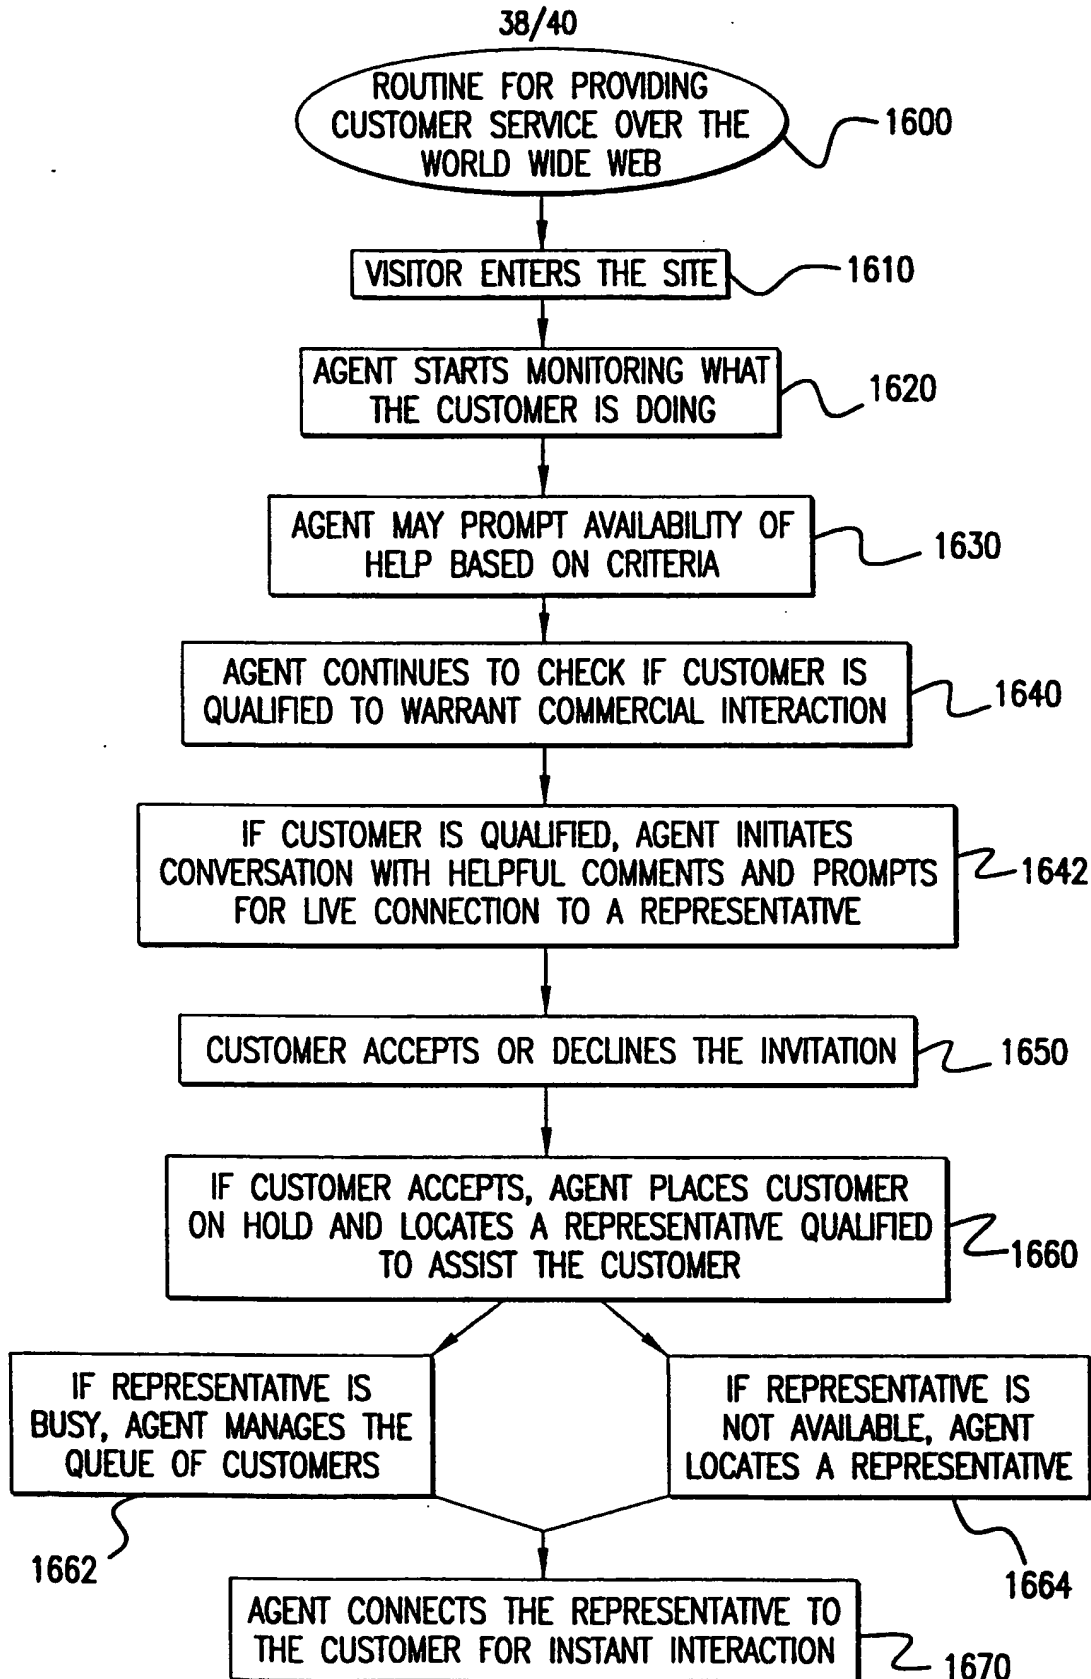 38/40
ROUTINE FOR PROVIDING
CUSTOMER SERVICE OVER THE
WORLD WIDE WEB
1600
VISITOR ENTERS THE SITE
1610
AGENT STARTS MONITORING WHAT
THE CUSTOMER IS DOING
1620
AGENT MAY PROMPT AVAILABILITY OF
HELP BASED ON CRITERIA
1630
AGENT CONTINUES TO CHECK IF CUSTOMER IS
QUALIFIED TO WARRANT COMMERCIAL INTERACTION
1640
IF CUSTOMER IS QUALIFIED, AGENT INITIATES
CONVERSATION WITH HELPFUL COMMENTS AND PROMPTS
FOR LIVE CONNECTION TO A REPRESENTATIVE
1642
CUSTOMER ACCEPTS OR DECLINES THE INVITATION
1650
IF CUSTOMER ACCEPTS, AGENT PLACES CUSTOMER
ON HOLD AND LOCATES A REPRESENTATIVE QUALIFIED
TO ASSIST THE CUSTOMER
1660
IF REPRESENTATIVE IS
BUSY, AGENT MANAGES THE
QUEUE OF CUSTOMERS
1662
IF REPRESENTATIVE IS
NOT AVAILABLE, AGENT
LOCATES A REPRESENTATIVE
1664
AGENT CONNECTS THE REPRESENTATIVE TO
THE CUSTOMER FOR INSTANT INTERACTION
1670